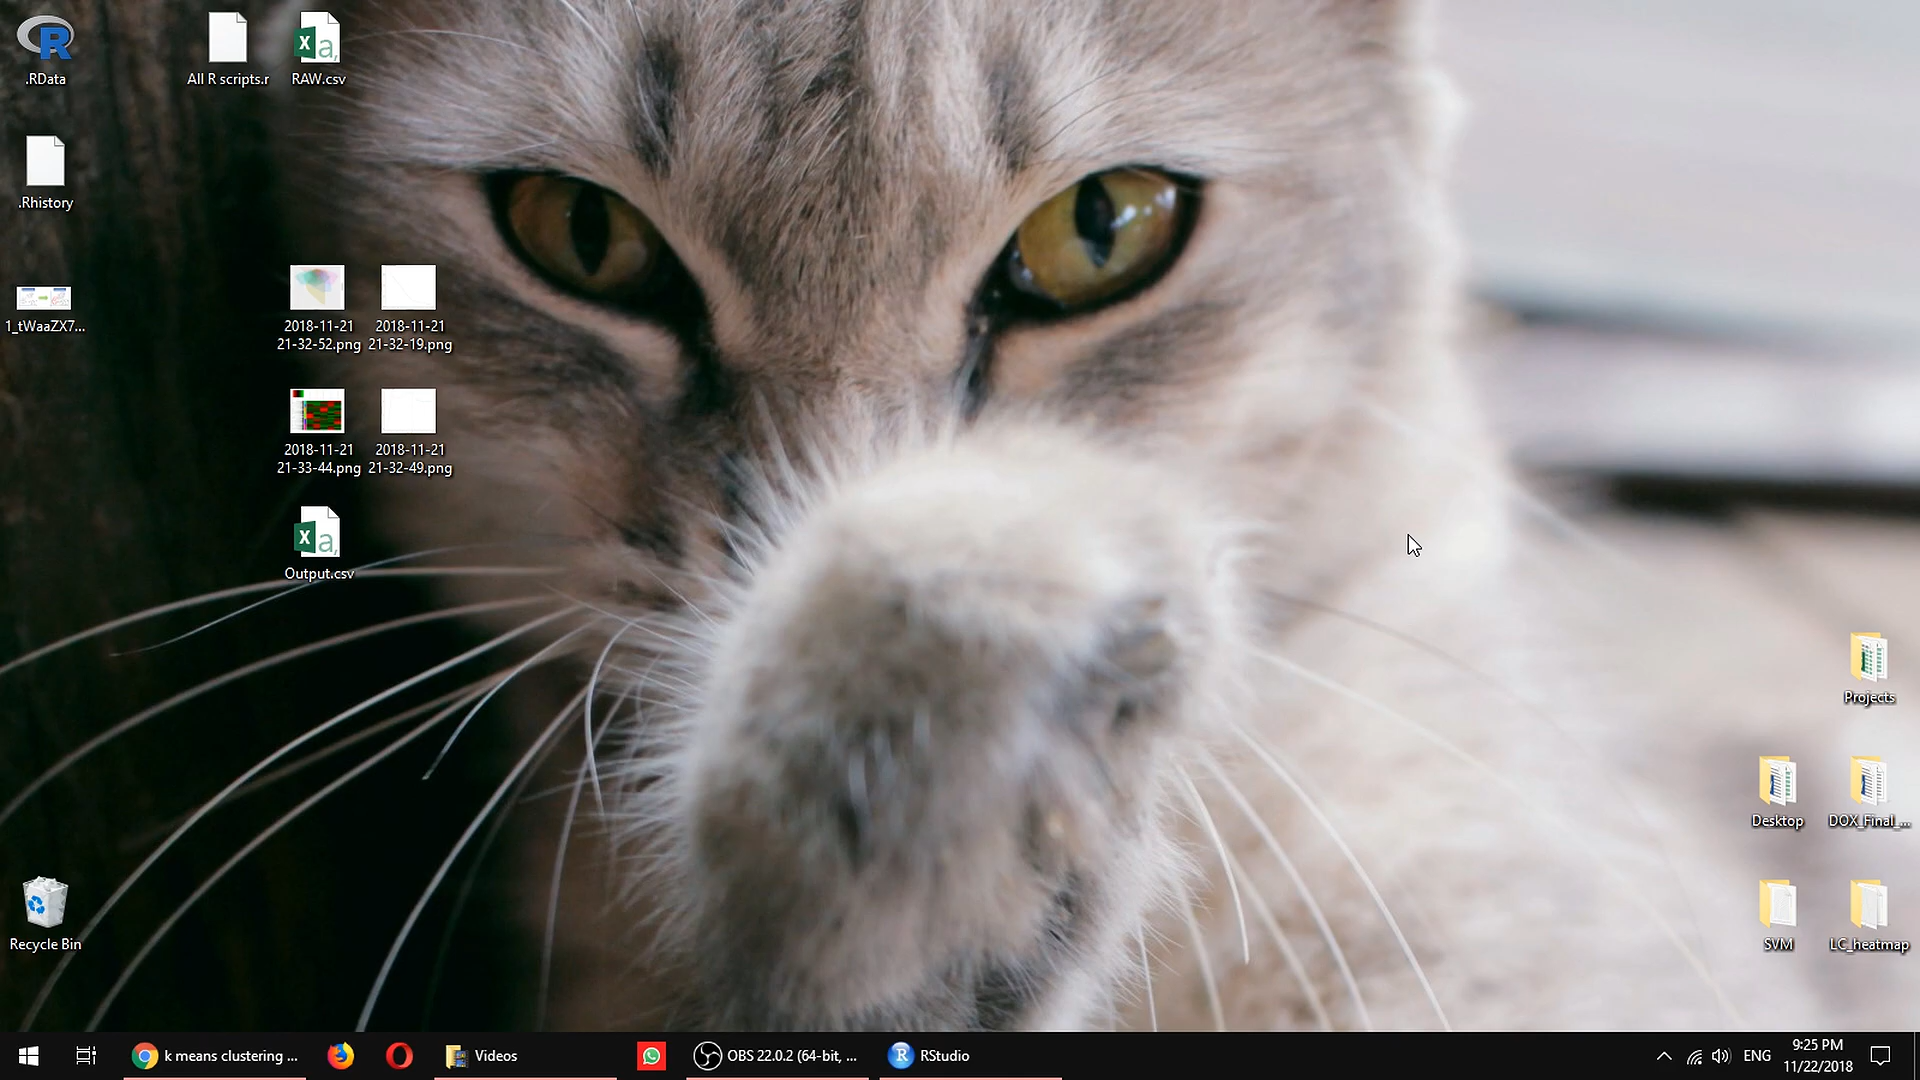 .RData
All R scripts.r
RAW.csv
.Rhistory
1_tWaaZX7...
2018-11-21
21-32-52.png
2018-11-21
21-32-19.png
2018-11-21
21-33-44.png
2018-11-21
21-32-49.png
Output.csv
Projects
Desktop
DOX_Final_...
SVM
LC_heatmap
Recycle Bin
k means clustering ...
Videos
OBS 22.0.2 (64-bit, ...
RStudio
ENG
9:25 PM
11/22/2018